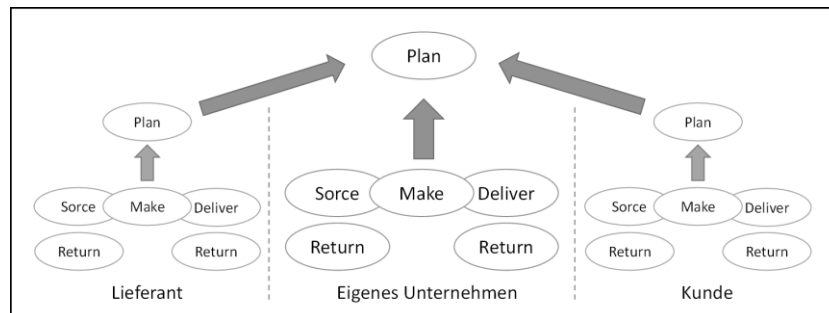 Plan
Plan
Plan
Sorce Make Deliver
Sorce Make Deliver
Sorce Make Deliver
Return Return
Return Return
Return Return
Lieferant
Eigenes Unternehmen
Kunde